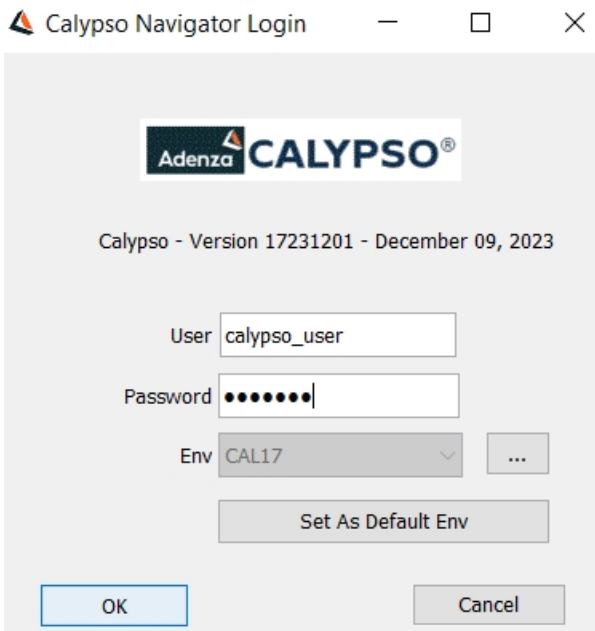 Calypso Navigator Login
Adenza CALYPSO®
Calypso - Version 17231201 - December 09, 2023
User calypso_user
Password •••••••
Env CAL17 ...
Set As Default Env
OK Cancel